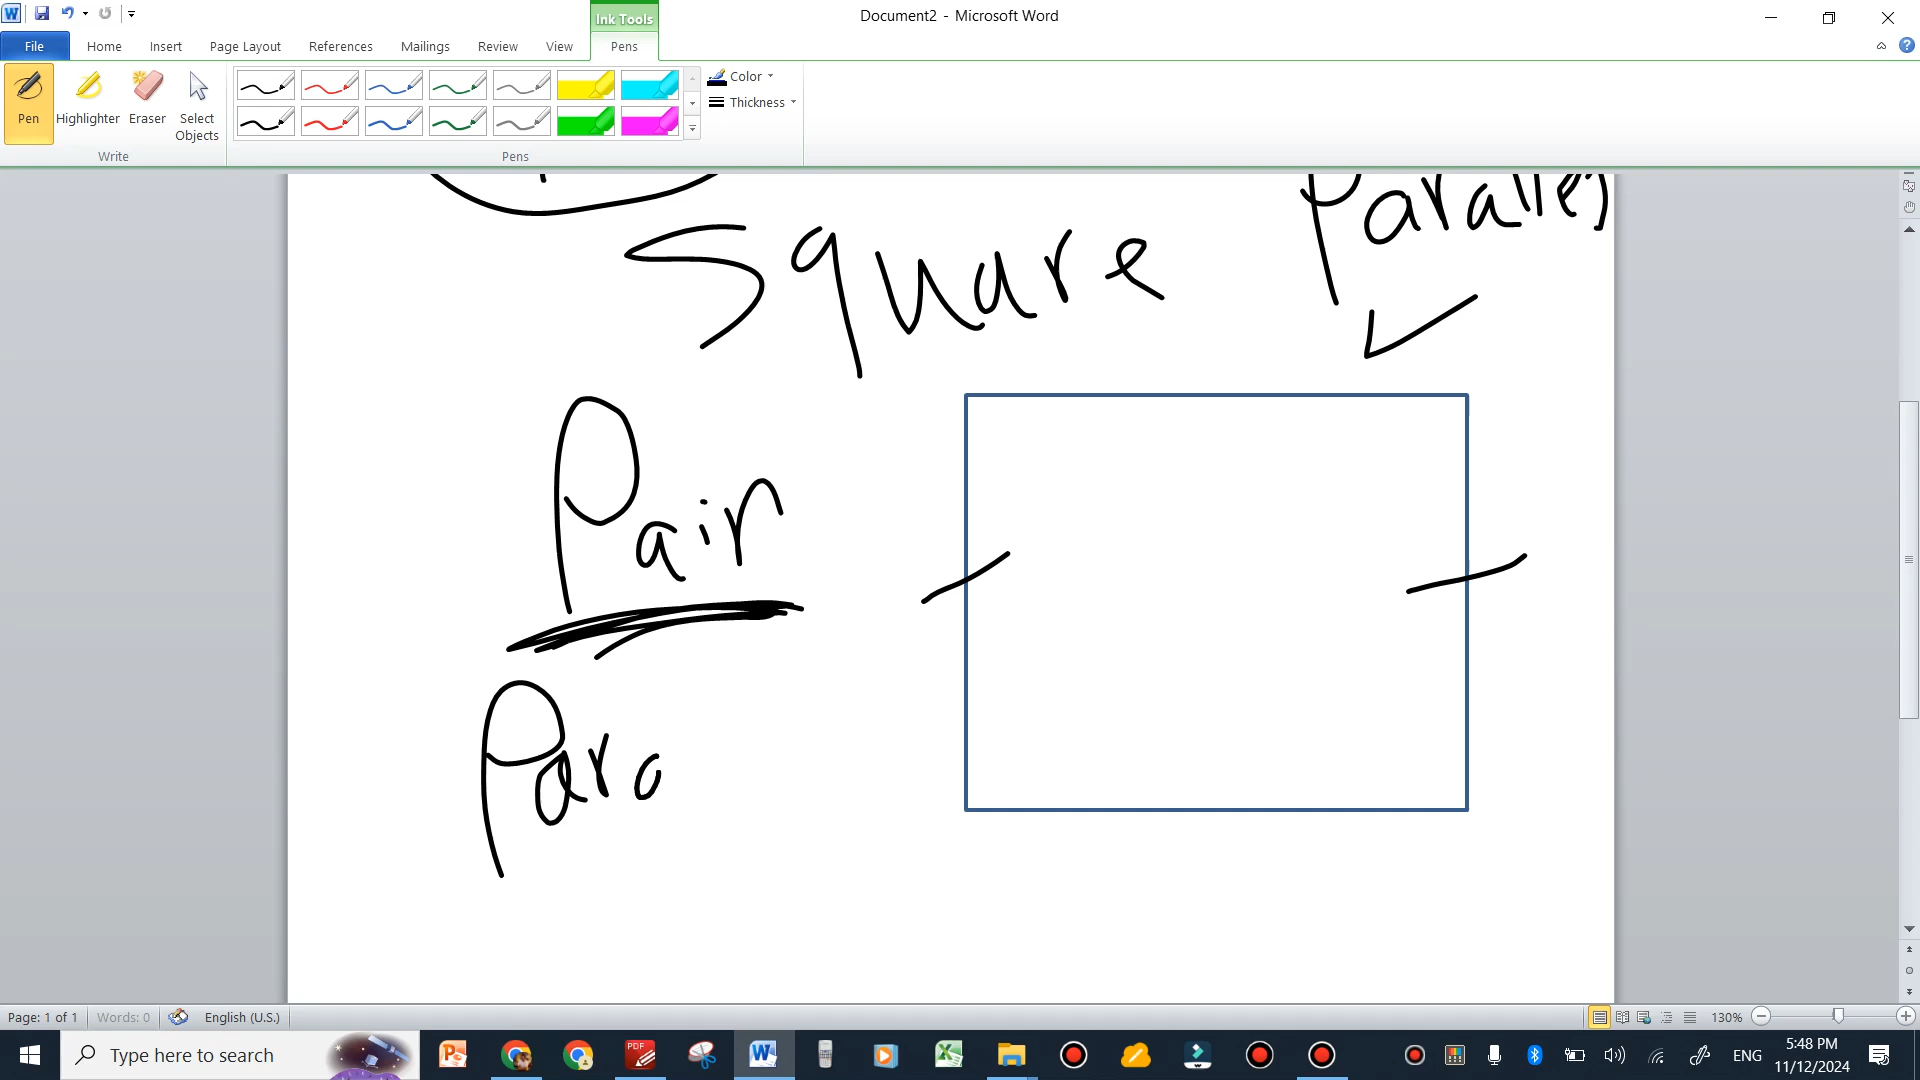 Document2 - Microsoft Word
Ink Tools
File Home Insert Page Layout References Mailings Review View Pens
Pen Highlighter Eraser Select Objects
Color
Thickness
Write Pens
Parallel
Square
Pair
Para
Page: 1 of 1 Words: 0 English (U.S.) 130%
Type here to search
PDF
ENG
5:48 PM
11/12/2024